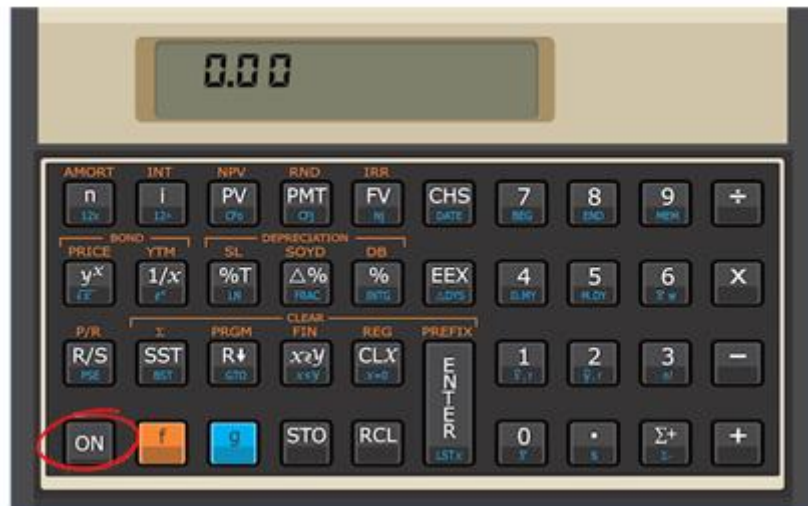 0.00
AMORT INT NPV RND IRR
n i PV PMT FV CHS 7 8 9 ÷
12x 12÷ CFo CFj Nj DATE BEG END MEM
BOND DEPRECIATION
PRICE YTM SL SOYD DB
yˣ 1/x %T △% % EEX 4 5 6 X
√x eˣ LN FRAC INTG △DYS D.MY M.DY
CLEAR
P/R Σ PRGM FIN REG PREFIX
R/S SST R↓ x≷y CLX ENTER 1 2 3 −
PSE BST GTO x≤y x=0 n!
ON f g STO RCL 0 · Σ+ +
LSTx Σ-